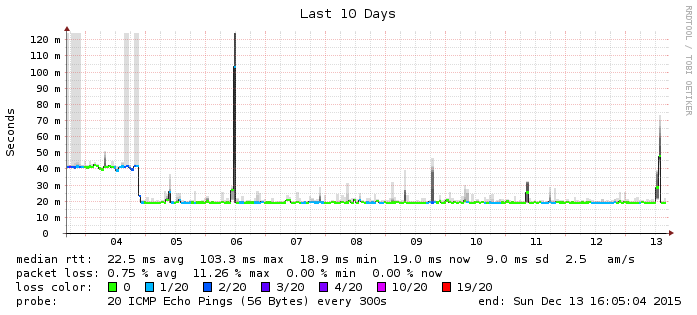 Last 10 Days
RRDTOOL / TOBI OETIKER
Seconds
120 m
110 m
100 m
90 m
80 m
70 m
60 m
50 m
40 m
30 m
20 m
10 m
0
04 05 06 07 08 09 10 11 12 13
median rtt: 22.5 ms avg 103.3 ms max 18.9 ms min 19.0 ms now 9.0 ms sd 2.5 am/s
packet loss: 0.75 % avg 11.26 % max 0.00 % min 0.00 % now
loss color: 0 1/20 2/20 3/20 4/20 10/20 19/20
probe: 20 ICMP Echo Pings (56 Bytes) every 300s end: Sun Dec 13 16:05:04 2015